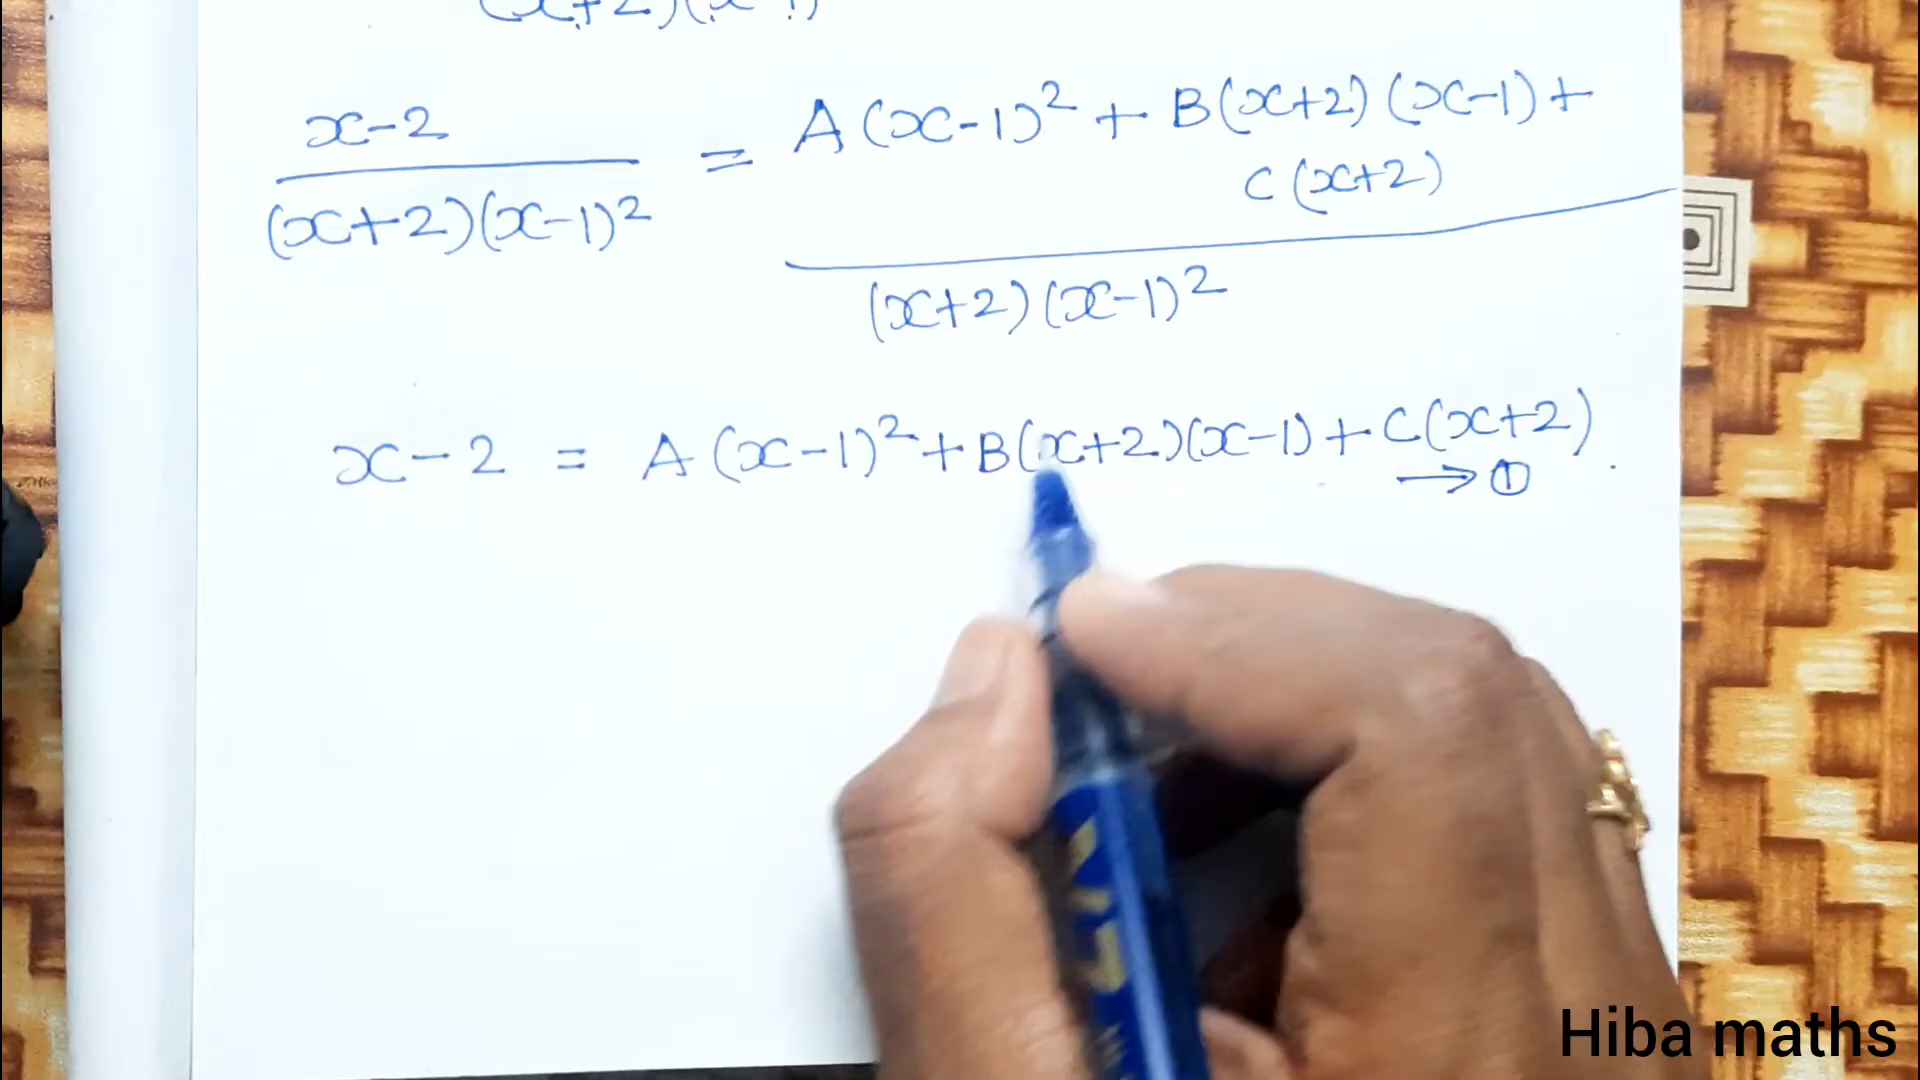 x-2 / (x+2)(x-1)² = A(x-1)² + B(x+2)(x-1) +
C(x+2)
(x+2)(x-1)²
x-2 = A(x-1)² + B(x+2)(x-1) + C(x+2).
→ ①
Hiba maths